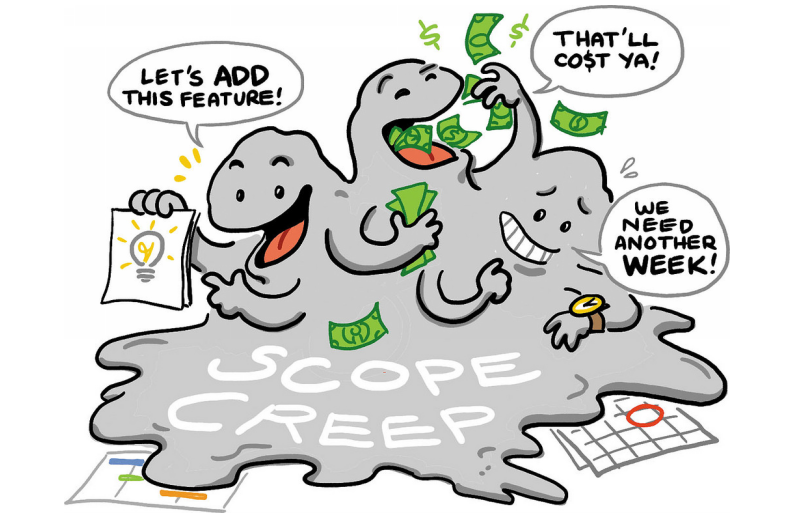 LET'S ADD
THIS FEATURE!
THAT'LL
CO$T YA!
WE
NEED
ANOTHER
WEEK!
SCOPE
CREEP